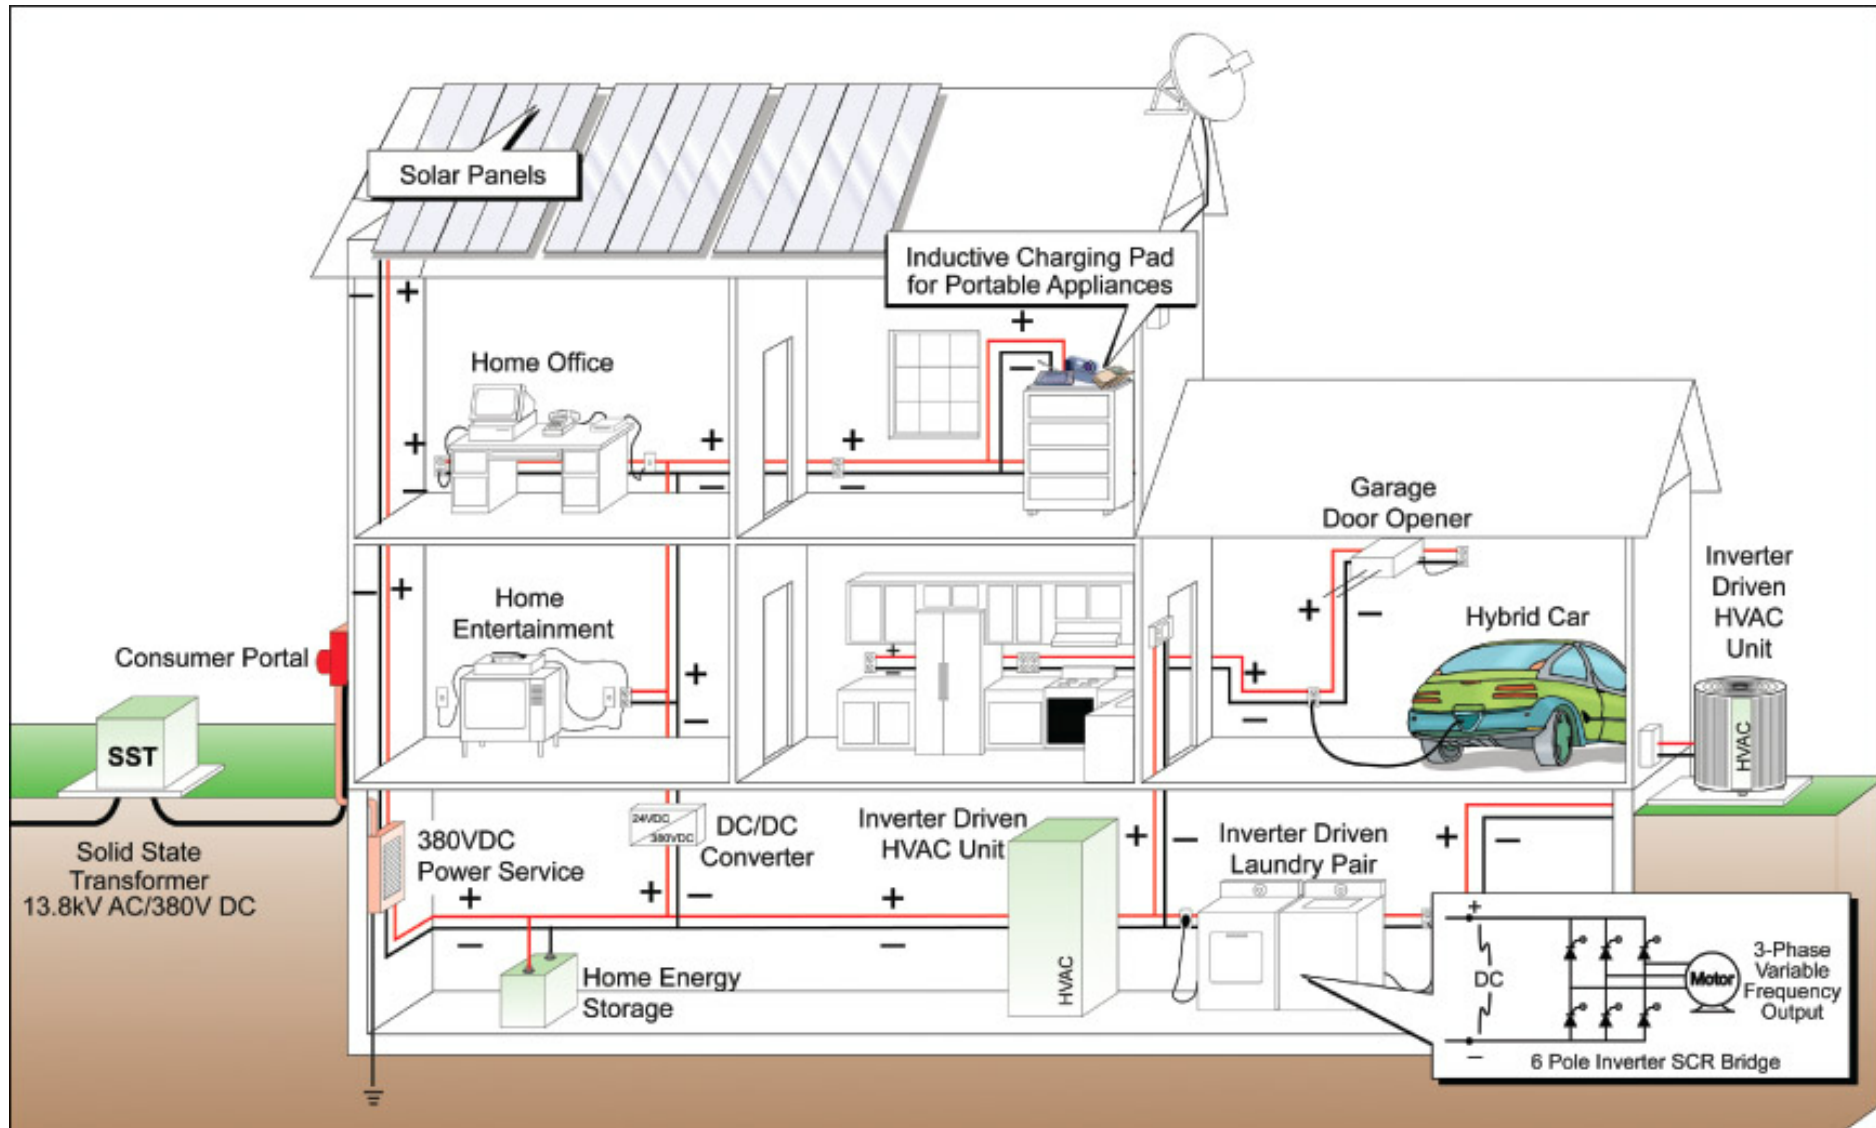 Solar Panels
Inductive Charging Pad
for Portable Appliances
+
−
+
−
Home Office
+
−
+
−
+
−
Garage
Door Opener
Inverter
Driven
HVAC
Unit
+
−
Home
Entertainment
+
−
+
−
+
−
+
−
Hybrid Car
Consumer Portal
HVAC
SST
Solid State
Transformer
13.8kV AC/380V DC
380VDC
Power Service
24VDC
380VDC
DC/DC
Converter
Inverter Driven
HVAC Unit
Inverter Driven
Laundry Pair
+
−
+
−
+
−
+
−
+
−
Home Energy
Storage
HVAC
+
DC
−
Motor
3-Phase
Variable
Frequency
Output
6 Pole Inverter SCR Bridge